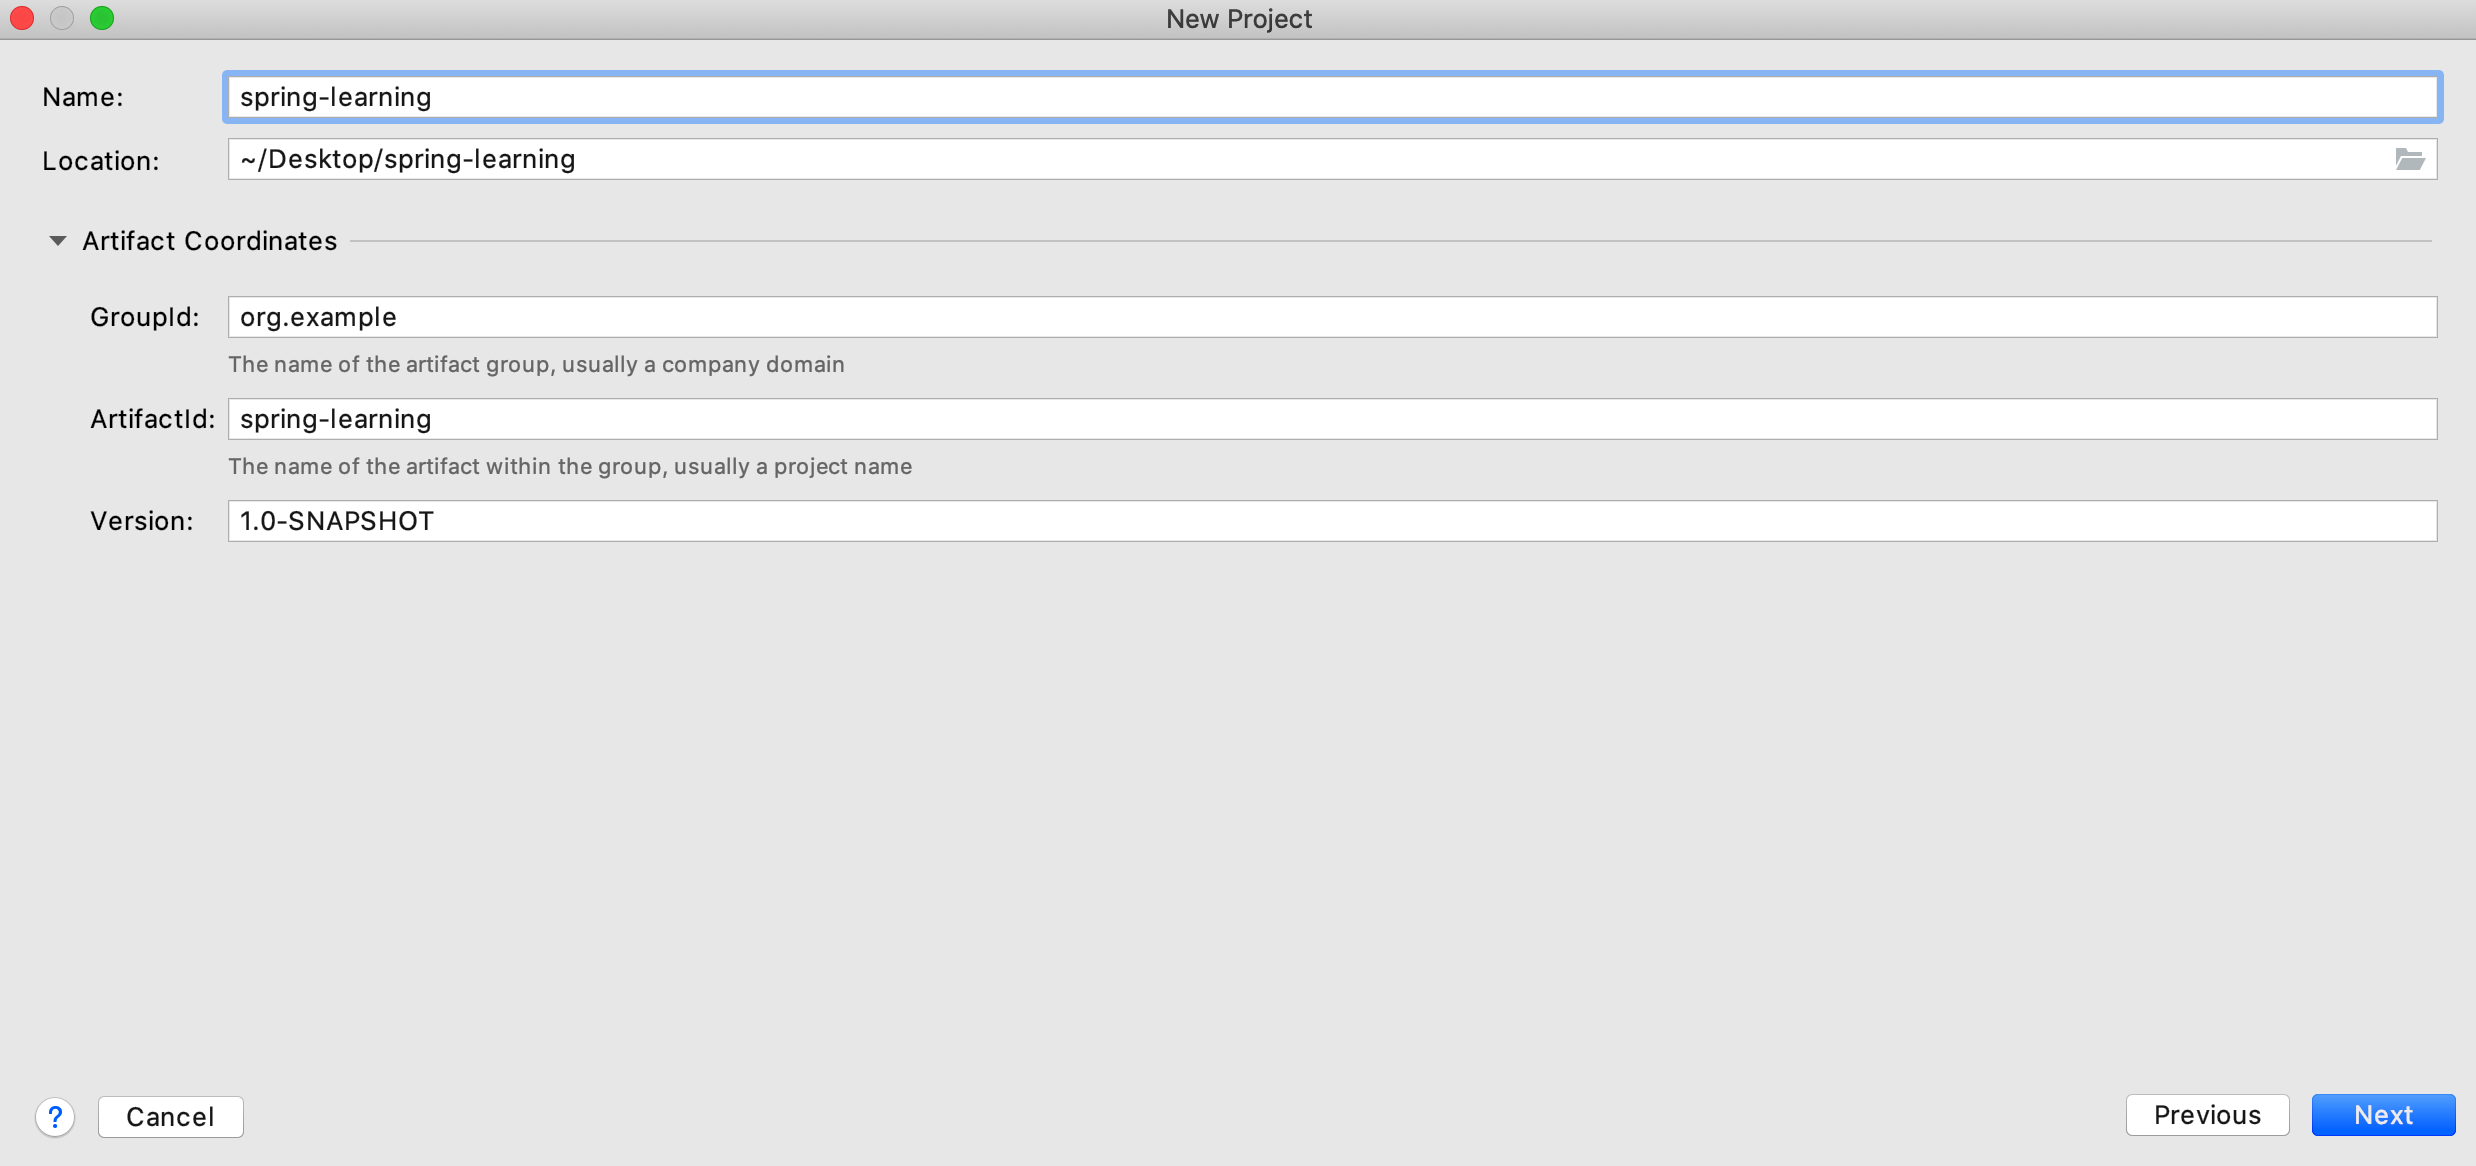 New Project
Name: spring-learning
Location: ~/Desktop/spring-learning
Artifact Coordinates
GroupId: org.example
The name of the artifact group, usually a company domain
ArtifactId: spring-learning
The name of the artifact within the group, usually a project name
Version: 1.0-SNAPSHOT
? Cancel Previous Next